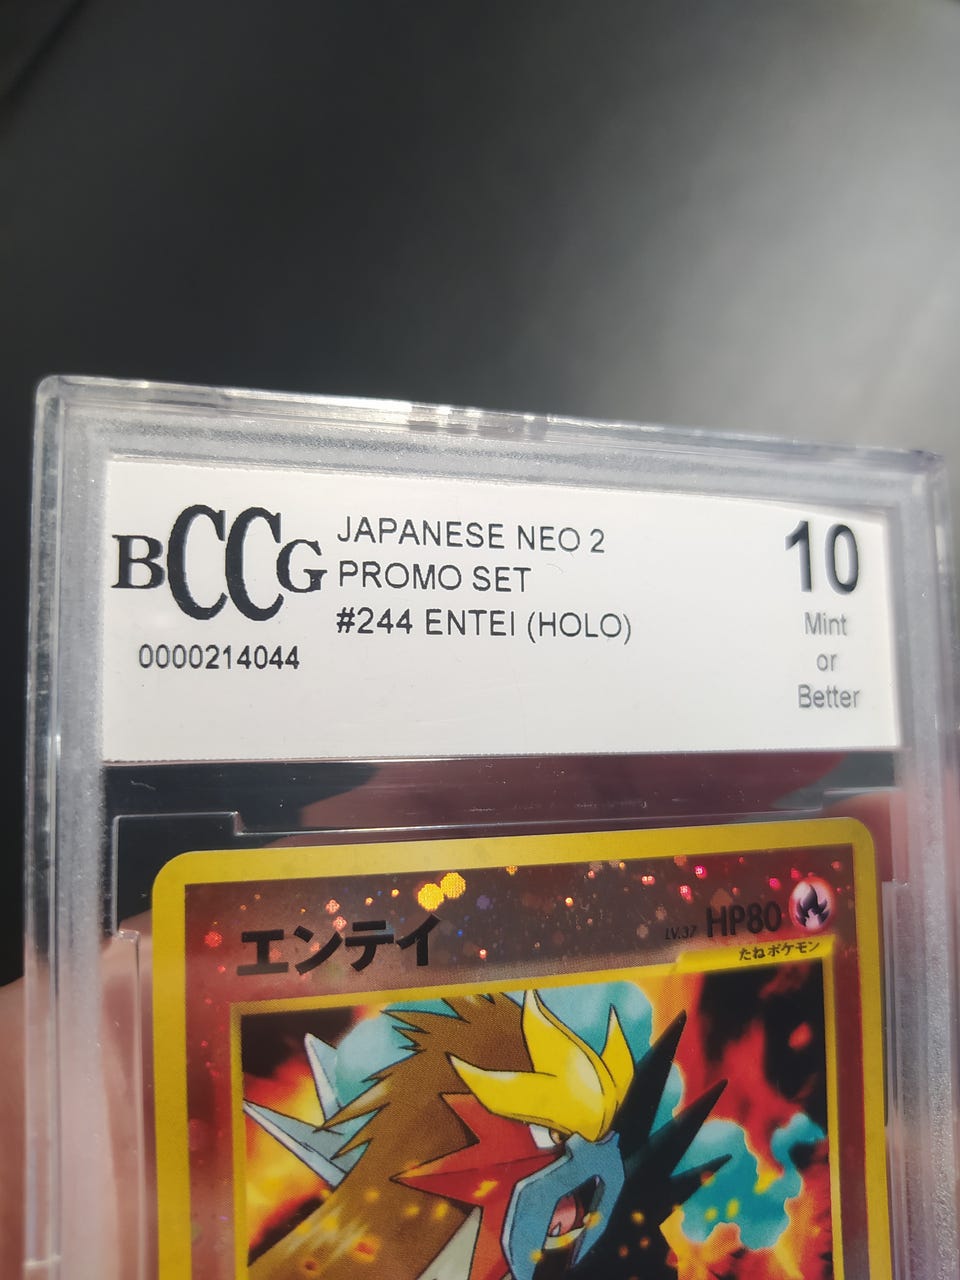 BCCG
0000214044
JAPANESE NEO 2
PROMO SET
#244 ENTEI (HOLO)
10
Mint
or
Better
エンテイ
LV.37 HP80
たねポケモン